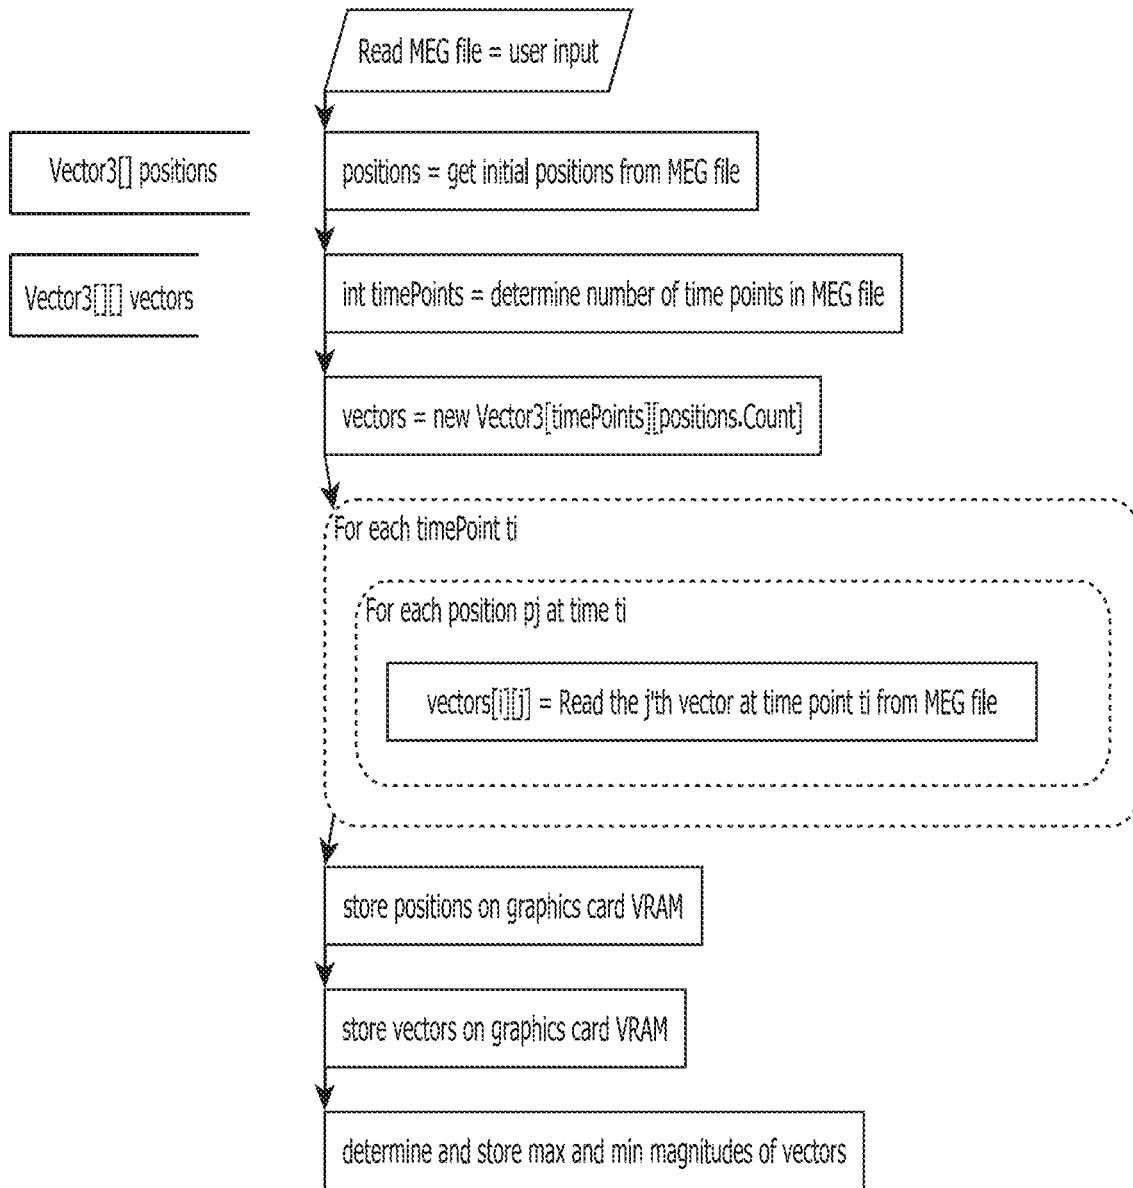 Read MEG file = user input
Vector3[] positions
positions = get initial positions from MEG file
Vector3[][] vectors
int timePoints = determine number of time points in MEG file
vectors = new Vector3[timePoints][positions.Count]
For each timePoint ti
For each position pj at time ti
vectors[i][j] = Read the j'th vector at time point ti from MEG file
store positions on graphics card VRAM
store vectors on graphics card VRAM
determine and store max and min magnitudes of vectors